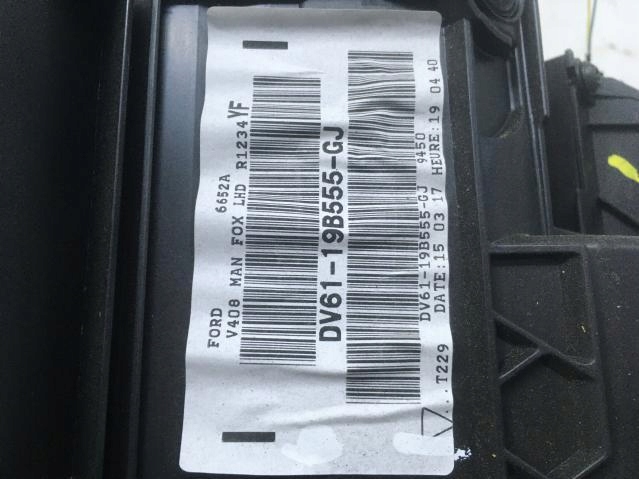 FORD 6652A
V408 MAN FOX LHD R1234YF
DV61-19B555-GJ
DV61-19B555-GJ 9450
DATE:15 03 17 HEURE:19 04 40
...T229